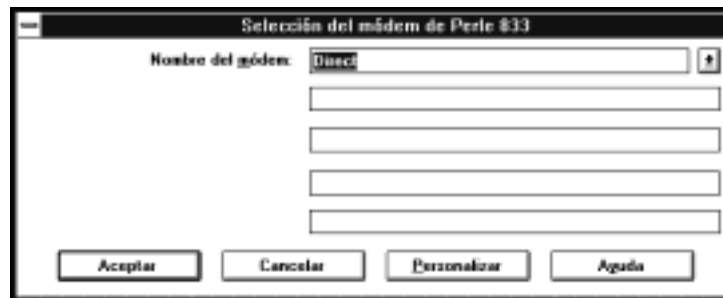 Selección del módem de Perle 833
Nombre del módem: Direct
Aceptar Cancelar Personalizar Ayuda